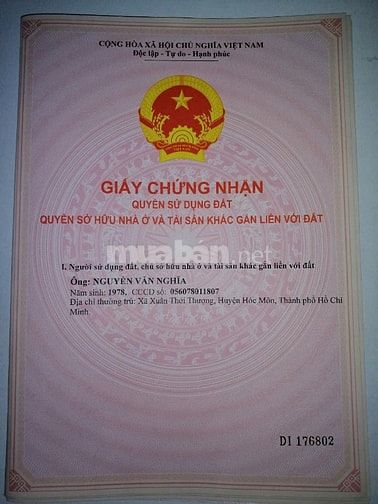 CỘNG HÒA XÃ HỘI CHỦ NGHĨA VIỆT NAM
Độc lập - Tự do - Hạnh phúc
GIẤY CHỨNG NHẬN
QUYỀN SỬ DỤNG ĐẤT
QUYỀN SỞ HỮU NHÀ Ở VÀ TÀI SẢN KHÁC GẮN LIỀN VỚI ĐẤT
muaban.net
I. Người sử dụng đất, chủ sở hữu nhà ở và tài sản khác gắn liền với đất
Ông: NGUYỄN VĂN NGHĨA
Năm sinh: 1978, CCCD số: 056078011807
Địa chỉ thường trú: Xã Xuân Thới Thượng, Huyện Hóc Môn, Thành phố Hồ Chí
Minh.
DI 176802